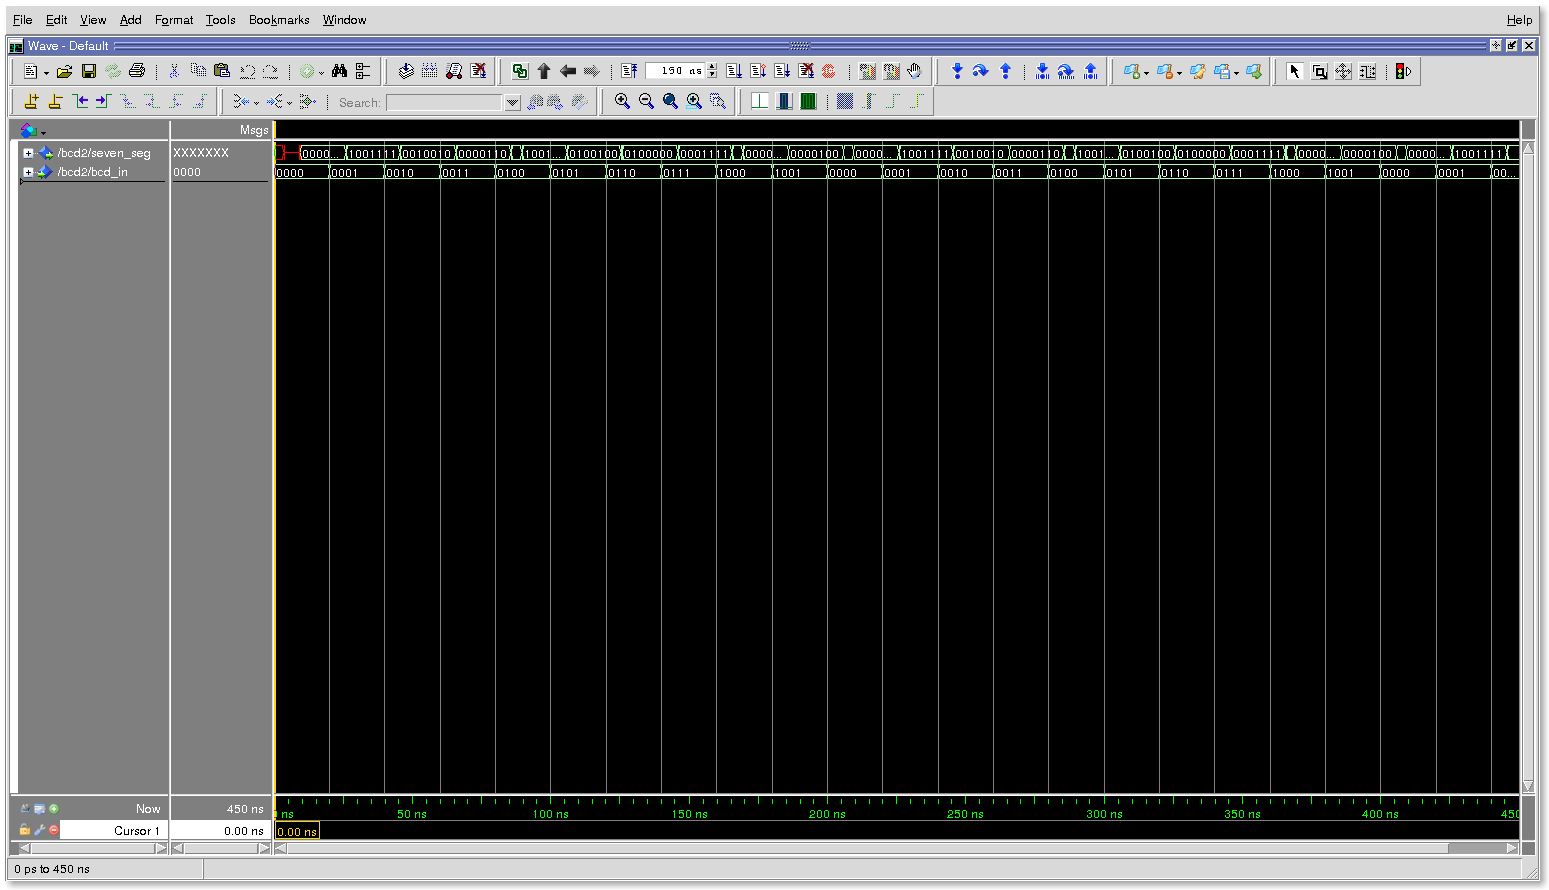 File Edit View Add Format Tools Bookmarks Window Help
Wave - Default
190 ns
Search:
Msgs
/bcd2/seven_seg XXXXXXX 0000... 1001111 0010010 0000110 1001... 0100100 0100000 0001111 0000... 0000100 0000... 1001111 0010010 0000110 1001... 0100100 0100000 0001111 0000... 0000100 0000... 1001111
/bcd2/bcd_in 0000 0000 0001 0010 0011 0100 0101 0110 0111 1000 1001 0000 0001 0010 0011 0100 0101 0110 0111 1000 1001 0000 0001 00...
Now 450 ns ns 50 ns 100 ns 150 ns 200 ns 250 ns 300 ns 350 ns 400 ns 450
Cursor 1 0.00 ns 0.00 ns
0 ps to 450 ns